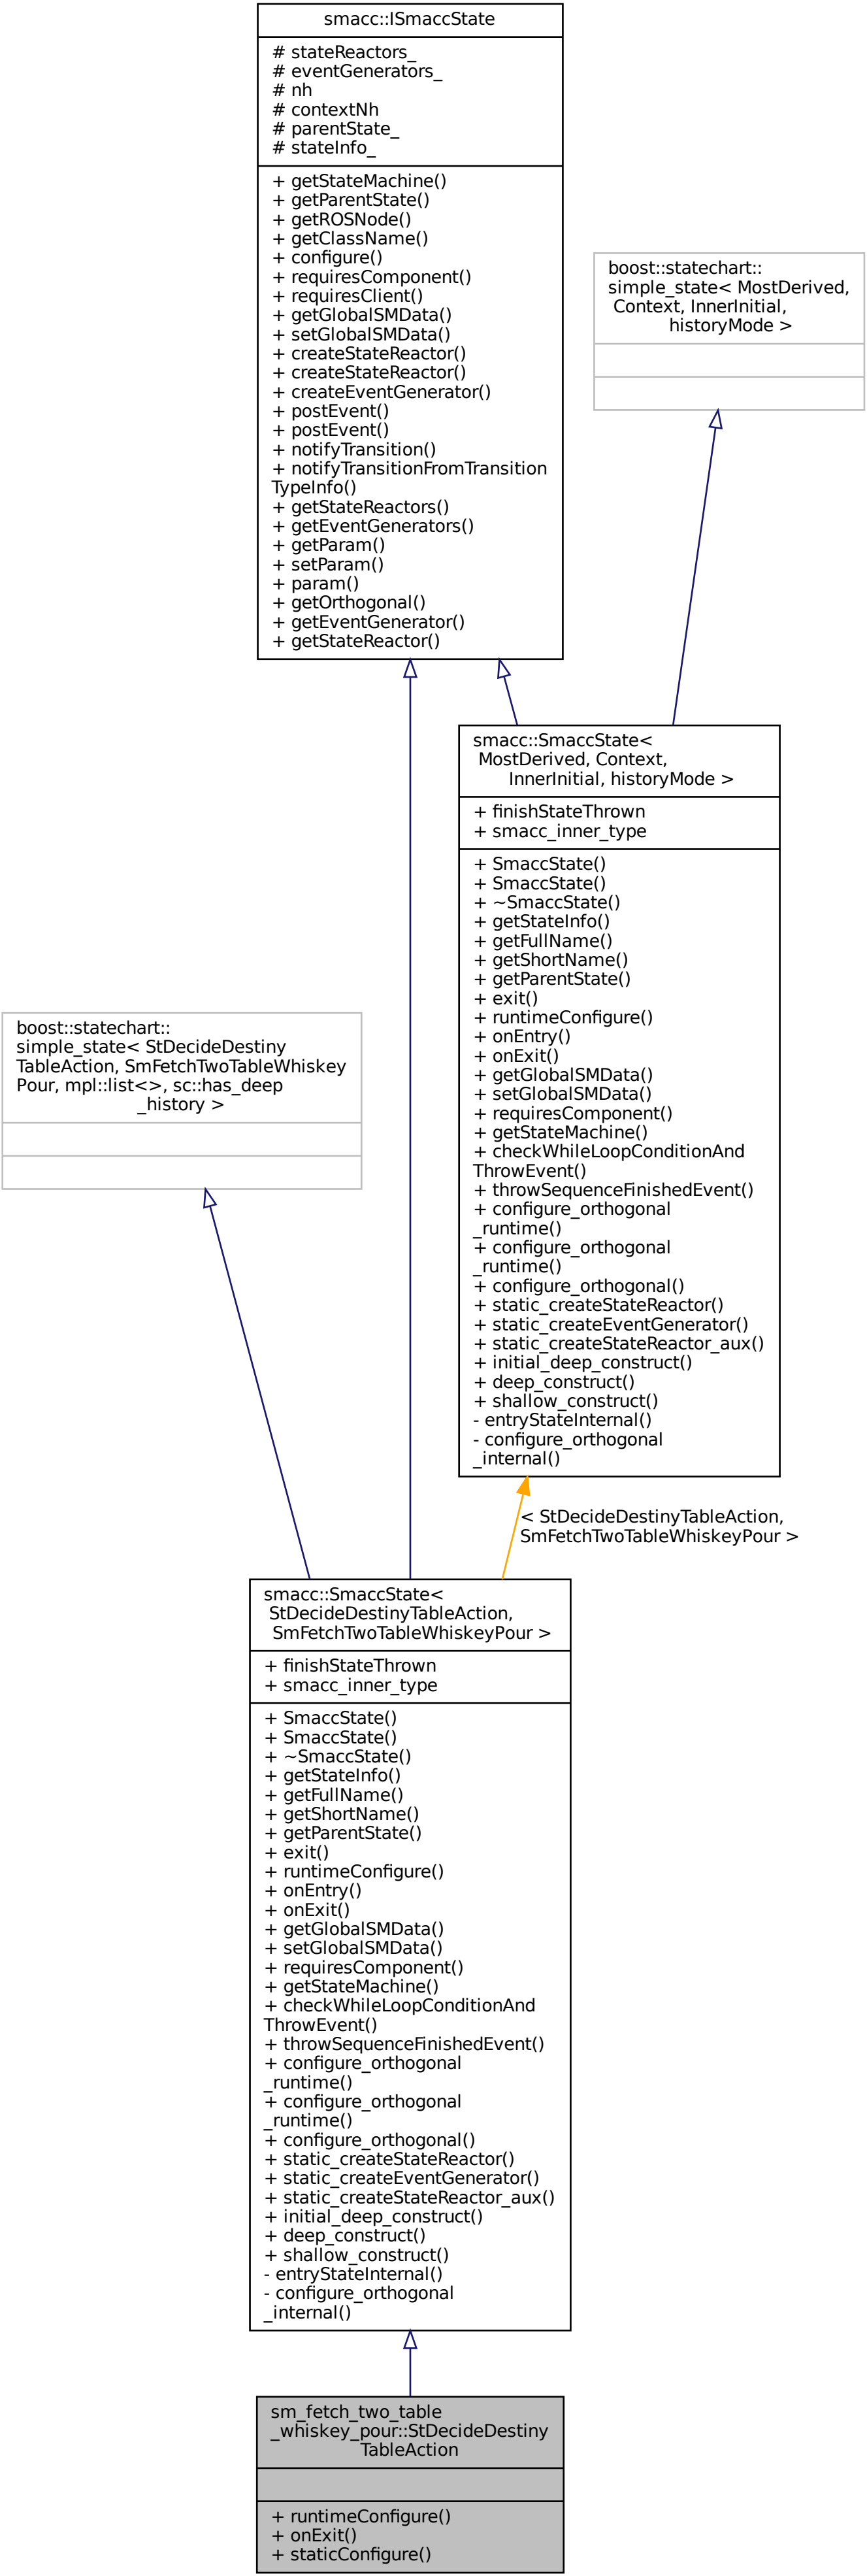 smacc::ISmaccState
# stateReactors_
# eventGenerators_
# nh
# contextNh
# parentState_
# stateInfo_
+ getStateMachine()
+ getParentState()
+ getROSNode()
+ getClassName()
+ configure()
+ requiresComponent()
+ requiresClient()
+ getGlobalSMData()
+ setGlobalSMData()
+ createStateReactor()
+ createStateReactor()
+ createEventGenerator()
+ postEvent()
+ postEvent()
+ notifyTransition()
+ notifyTransitionFromTransition
TypeInfo()
+ getStateReactors()
+ getEventGenerators()
+ getParam()
+ setParam()
+ param()
+ getOrthogonal()
+ getEventGenerator()
+ getStateReactor()
boost::statechart::
simple_state< MostDerived,
Context, InnerInitial,
historyMode >
smacc::SmaccState<
MostDerived, Context,
InnerInitial, historyMode >
+ finishStateThrown
+ smacc_inner_type
+ SmaccState()
+ SmaccState()
+ ~SmaccState()
+ getStateInfo()
+ getFullName()
+ getShortName()
+ getParentState()
+ exit()
+ runtimeConfigure()
+ onEntry()
+ onExit()
+ getGlobalSMData()
+ setGlobalSMData()
+ requiresComponent()
+ getStateMachine()
+ checkWhileLoopConditionAnd
ThrowEvent()
+ throwSequenceFinishedEvent()
+ configure_orthogonal
_runtime()
+ configure_orthogonal
_runtime()
+ configure_orthogonal()
+ static_createStateReactor()
+ static_createEventGenerator()
+ static_createStateReactor_aux()
+ initial_deep_construct()
+ deep_construct()
+ shallow_construct()
- entryStateInternal()
- configure_orthogonal
_internal()
boost::statechart::
simple_state< StDecideDestiny
TableAction, SmFetchTwoTableWhiskey
Pour, mpl::list<>, sc::has_deep
_history >
< StDecideDestinyTableAction,
SmFetchTwoTableWhiskeyPour >
smacc::SmaccState<
StDecideDestinyTableAction,
SmFetchTwoTableWhiskeyPour >
+ finishStateThrown
+ smacc_inner_type
+ SmaccState()
+ SmaccState()
+ ~SmaccState()
+ getStateInfo()
+ getFullName()
+ getShortName()
+ getParentState()
+ exit()
+ runtimeConfigure()
+ onEntry()
+ onExit()
+ getGlobalSMData()
+ setGlobalSMData()
+ requiresComponent()
+ getStateMachine()
+ checkWhileLoopConditionAnd
ThrowEvent()
+ throwSequenceFinishedEvent()
+ configure_orthogonal
_runtime()
+ configure_orthogonal
_runtime()
+ configure_orthogonal()
+ static_createStateReactor()
+ static_createEventGenerator()
+ static_createStateReactor_aux()
+ initial_deep_construct()
+ deep_construct()
+ shallow_construct()
- entryStateInternal()
- configure_orthogonal
_internal()
sm_fetch_two_table
_whiskey_pour::StDecideDestiny
TableAction
+ runtimeConfigure()
+ onExit()
+ staticConfigure()